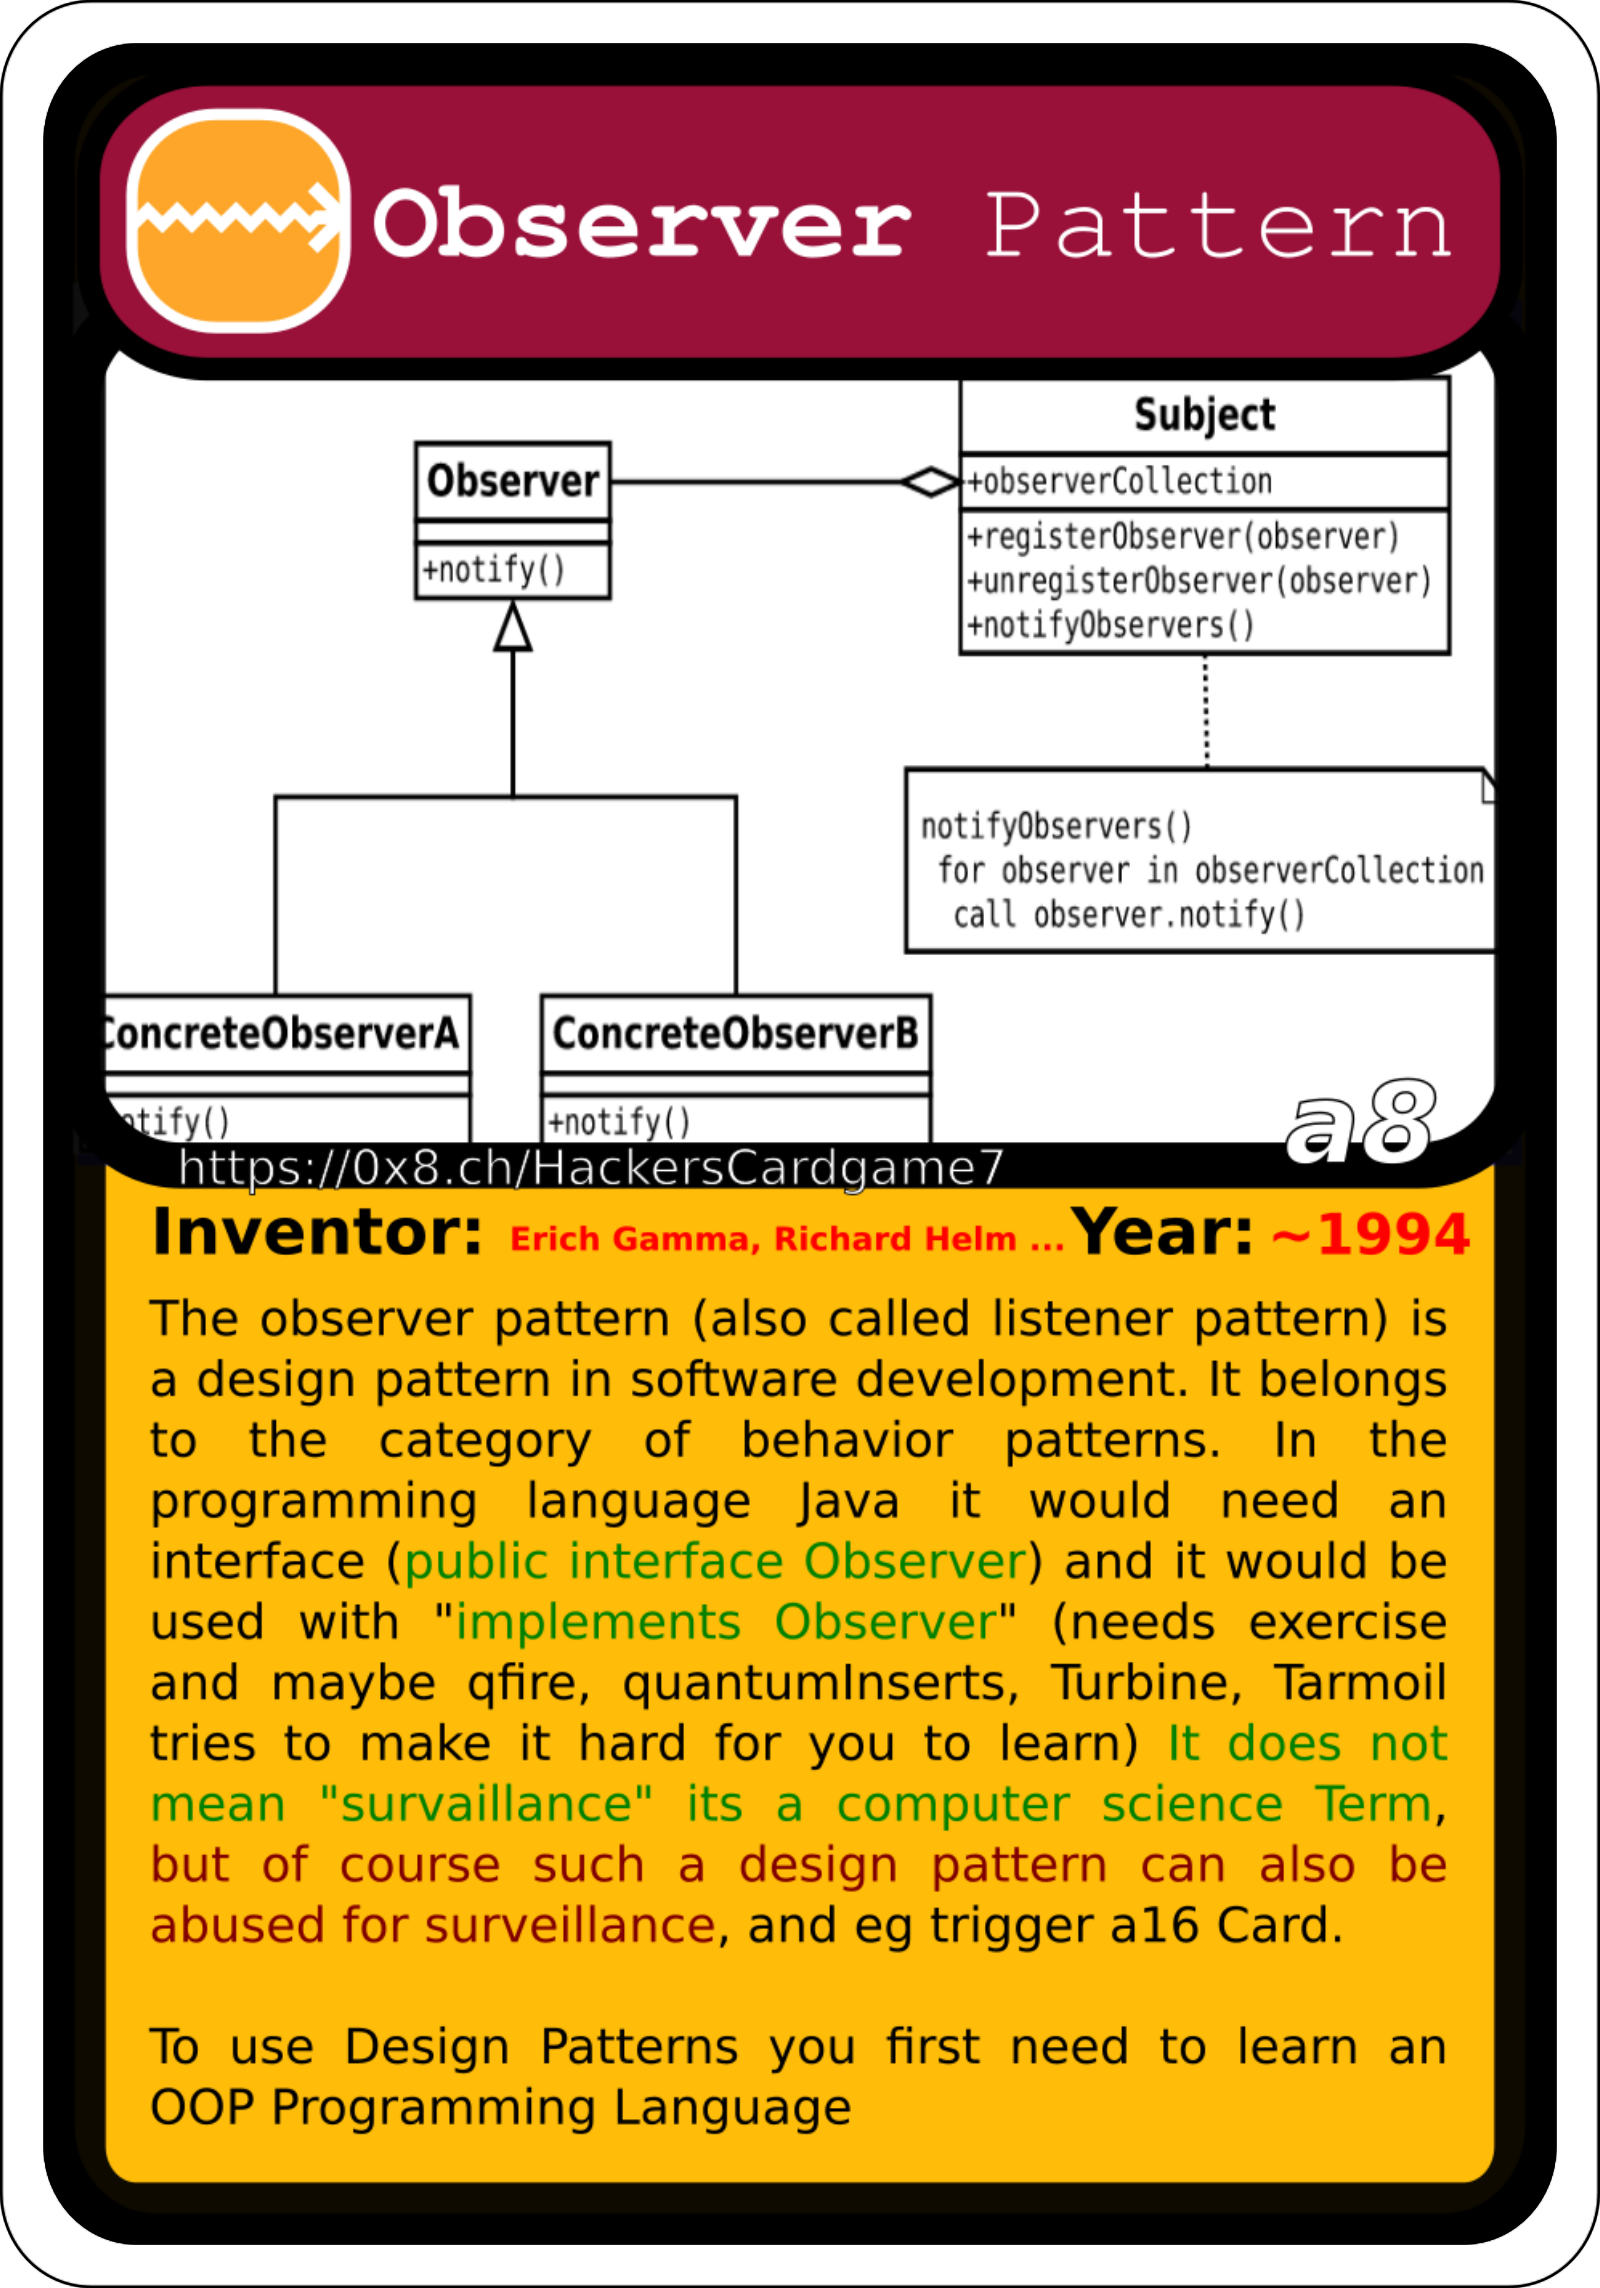 Observer Pattern
Subject
+observerCollection
+registerObserver(observer)
+unregisterObserver(observer)
+notifyObservers()
Observer
+notify()
notifyObservers()
for observer in observerCollection
call observer.notify()
ConcreteObserverA
otify()
ConcreteObserverB
+notify()
a8
https://0x8.ch/HackersCardgame7
Inventor: Erich Gamma, Richard Helm ... Year: ~1994
The observer pattern (also called listener pattern) is
a design pattern in software development. It belongs
to the category of behavior patterns. In the
programming language Java it would need an
interface (public interface Observer) and it would be
used with "implements Observer" (needs exercise
and maybe qfire, quantumInserts, Turbine, Tarmoil
tries to make it hard for you to learn) It does not
mean "survaillance" its a computer science Term,
but of course such a design pattern can also be
abused for surveillance, and eg trigger a16 Card.
To use Design Patterns you first need to learn an
OOP Programming Language